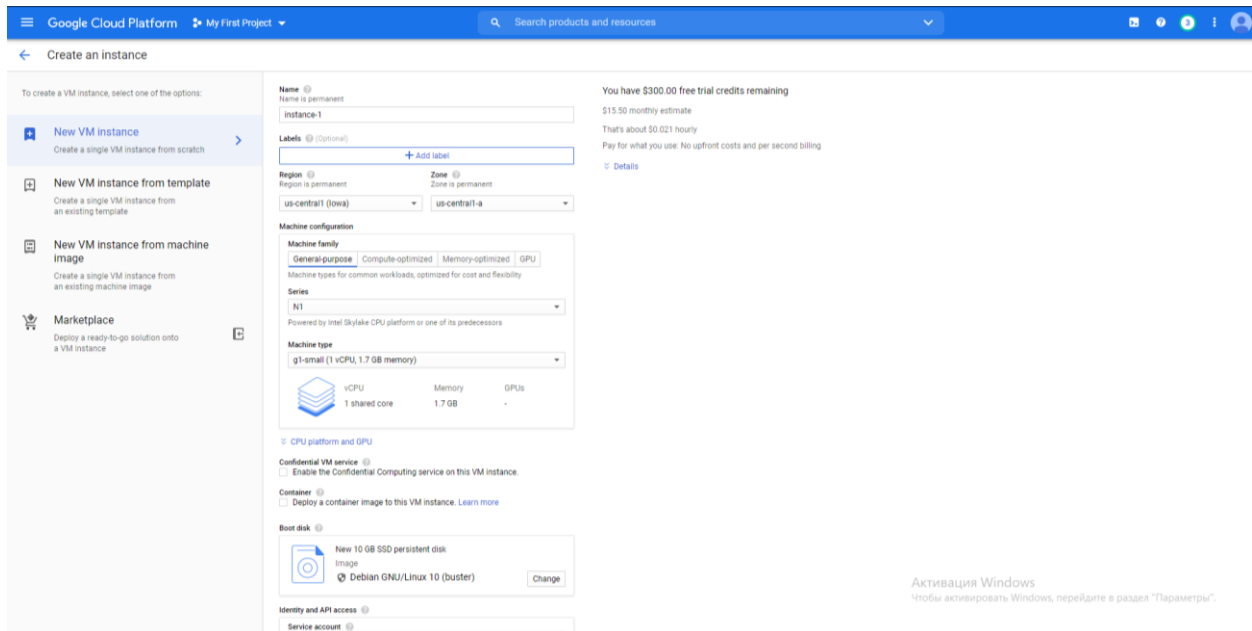 Google Cloud Platform
My First Project
Search products and resources
3
Create an instance
To create a VM instance, select one of the options:
New VM instance
Create a single VM instance from scratch
New VM instance from template
Create a single VM instance from
an existing template
New VM instance from machine
image
Create a single VM instance from
an existing machine image
Marketplace
Deploy a ready-to-go solution onto
a VM instance
Name
Name is permanent
instance-1
Labels (Optional)
+ Add label
Region
Region is permanent
us-central1 (Iowa)
Zone
Zone is permanent
us-central1-a
Machine configuration
Machine family
General-purpose Compute-optimized Memory-optimized GPU
Machine types for common workloads, optimized for cost and flexibility
Series
N1
Powered by Intel Skylake CPU platform or one of its predecessors
Machine type
g1-small (1 vCPU, 1.7 GB memory)
vCPU Memory GPUs
1 shared core 1.7 GB -
CPU platform and GPU
Confidential VM service
Enable the Confidential Computing service on this VM instance.
Container
Deploy a container image to this VM instance. Learn more
Boot disk
New 10 GB SSD persistent disk
Image
Debian GNU/Linux 10 (buster)
Change
Identity and API access
Service account
You have $300.00 free trial credits remaining
$15.50 monthly estimate
That's about $0.021 hourly
Pay for what you use: No upfront costs and per second billing
Details
Активация Windows
Чтобы активировать Windows, перейдите в раздел "Параметры".